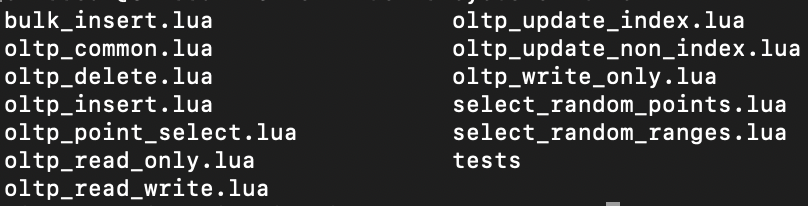 bulk_insert.lua
oltp_common.lua
oltp_delete.lua
oltp_insert.lua
oltp_point_select.lua
oltp_read_only.lua
oltp_read_write.lua
oltp_update_index.lua
oltp_update_non_index.lua
oltp_write_only.lua
select_random_points.lua
select_random_ranges.lua
tests